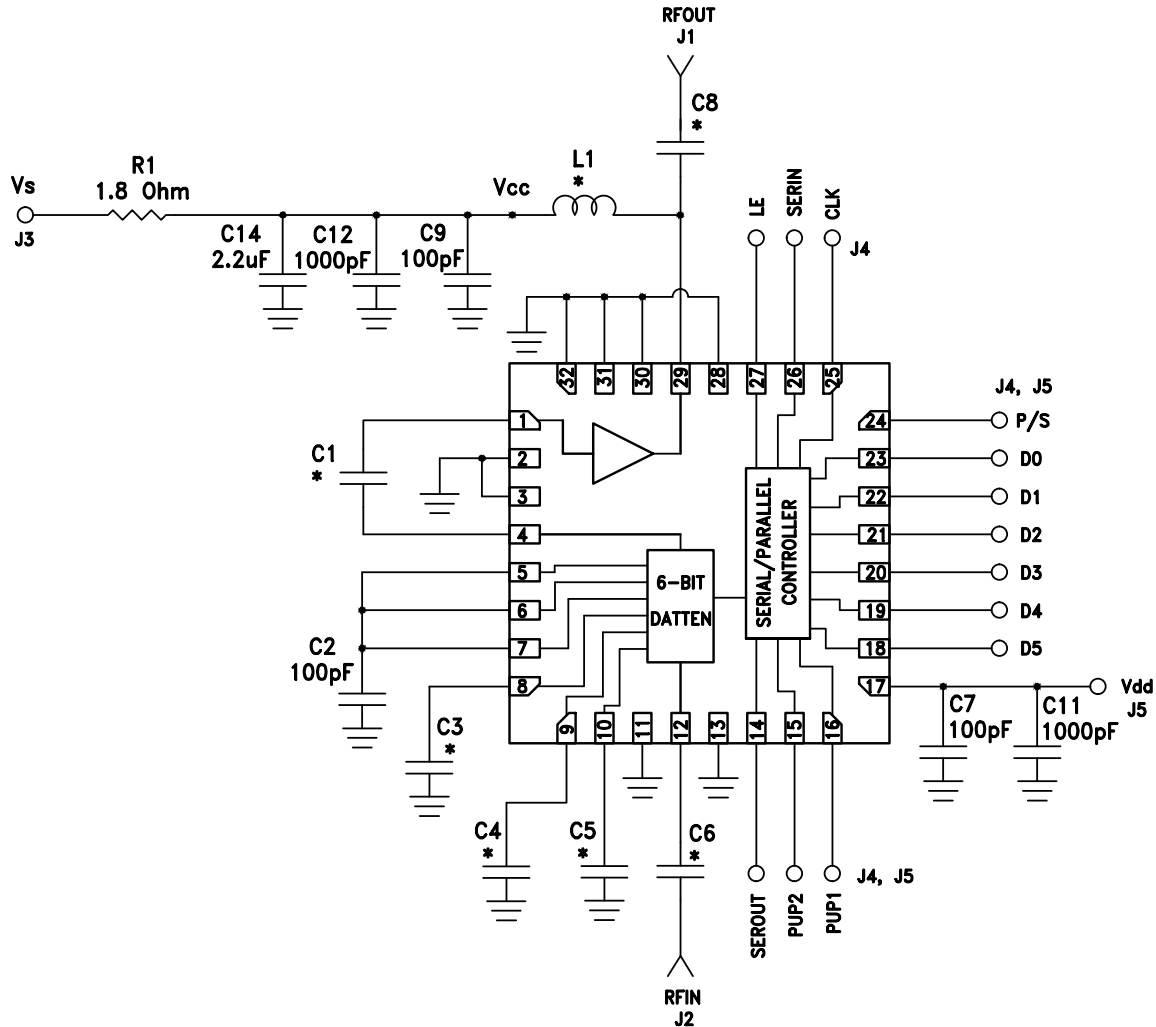 RFOUT
J1
C8
*
R1
1.8 Ohm
Vs
J3
Vcc
L1
*
C14
2.2uF
C12
1000pF
C9
100pF
LE
SERIN
CLK
J4
32
31
30
29
28
27
26
25
J4, J5
1
2
3
4
5
6
7
8
C1
*
24
23
22
21
20
19
18
17
P/S
D0
D1
D2
D3
D4
D5
SERIAL/PARALLEL
CONTROLLER
6-BIT
DATTEN
C2
100pF
C3
*
Vdd
J5
C7
100pF
C11
1000pF
9
10
11
12
13
14
15
16
C4
*
C5
*
C6
*
J4, J5
SEROUT
PUP2
PUP1
RFIN
J2